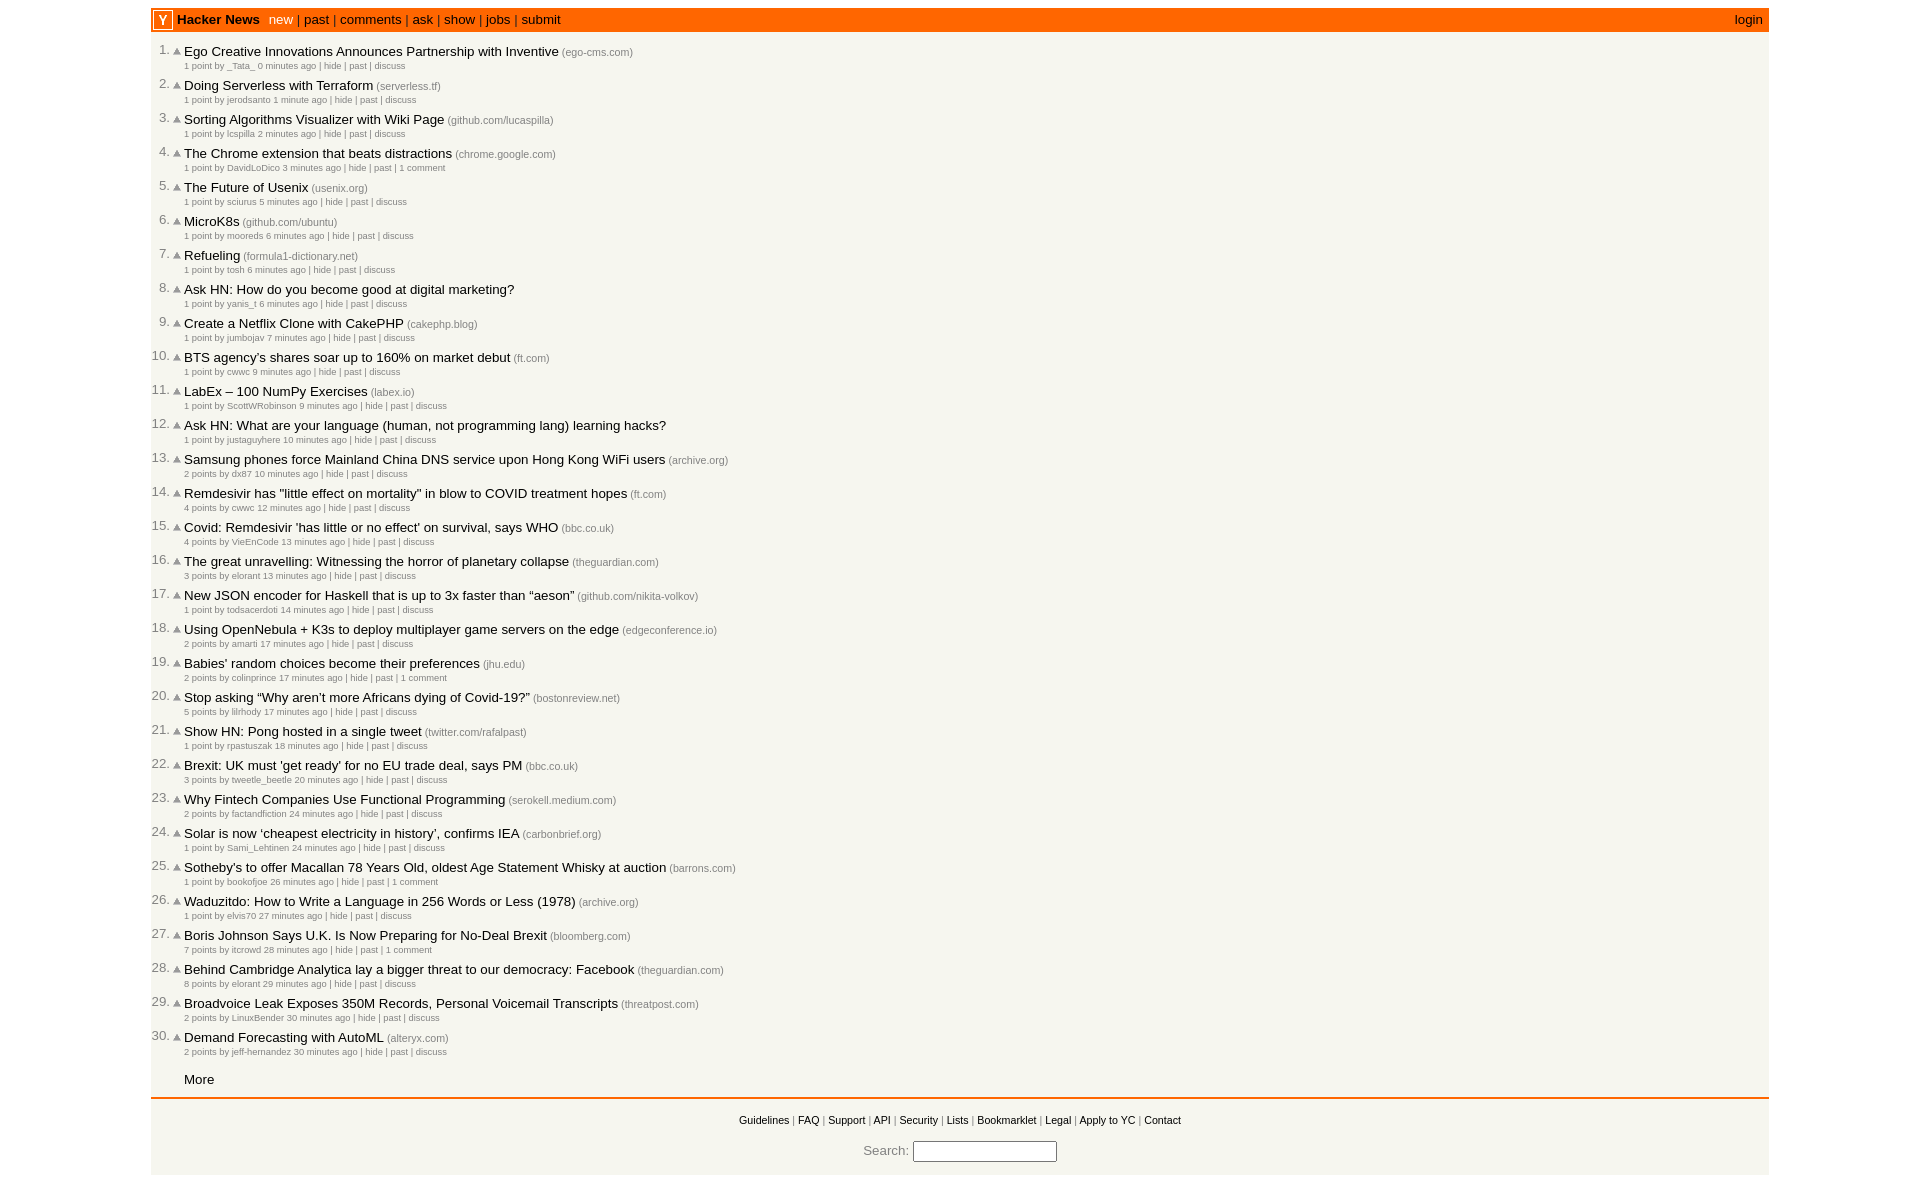 Y Hacker News new | past | comments | ask | show | jobs | submit login
1. Ego Creative Innovations Announces Partnership with Inventive (ego-cms.com)
1 point by _Tata_ 0 minutes ago | hide | past | discuss
2. Doing Serverless with Terraform (serverless.tf)
1 point by jerodsanto 1 minute ago | hide | past | discuss
3. Sorting Algorithms Visualizer with Wiki Page (github.com/lucaspilla)
1 point by lcspilla 2 minutes ago | hide | past | discuss
4. The Chrome extension that beats distractions (chrome.google.com)
1 point by DavidLoDico 3 minutes ago | hide | past | 1 comment
5. The Future of Usenix (usenix.org)
1 point by sciurus 5 minutes ago | hide | past | discuss
6. MicroK8s (github.com/ubuntu)
1 point by mooreds 6 minutes ago | hide | past | discuss
7. Refueling (formula1-dictionary.net)
1 point by tosh 6 minutes ago | hide | past | discuss
8. Ask HN: How do you become good at digital marketing?
1 point by yanis_t 6 minutes ago | hide | past | discuss
9. Create a Netflix Clone with CakePHP (cakephp.blog)
1 point by jumbojav 7 minutes ago | hide | past | discuss
10. BTS agency’s shares soar up to 160% on market debut (ft.com)
1 point by cwwc 9 minutes ago | hide | past | discuss
11. LabEx – 100 NumPy Exercises (labex.io)
1 point by ScottWRobinson 9 minutes ago | hide | past | discuss
12. Ask HN: What are your language (human, not programming lang) learning hacks?
1 point by justaguyhere 10 minutes ago | hide | past | discuss
13. Samsung phones force Mainland China DNS service upon Hong Kong WiFi users (archive.org)
2 points by dx87 10 minutes ago | hide | past | discuss
14. Remdesivir has "little effect on mortality" in blow to COVID treatment hopes (ft.com)
4 points by cwwc 12 minutes ago | hide | past | discuss
15. Covid: Remdesivir 'has little or no effect' on survival, says WHO (bbc.co.uk)
4 points by VieEnCode 13 minutes ago | hide | past | discuss
16. The great unravelling: Witnessing the horror of planetary collapse (theguardian.com)
3 points by elorant 13 minutes ago | hide | past | discuss
17. New JSON encoder for Haskell that is up to 3x faster than “aeson” (github.com/nikita-volkov)
1 point by todsacerdoti 14 minutes ago | hide | past | discuss
18. Using OpenNebula + K3s to deploy multiplayer game servers on the edge (edgeconference.io)
2 points by amarti 17 minutes ago | hide | past | discuss
19. Babies' random choices become their preferences (jhu.edu)
2 points by colinprince 17 minutes ago | hide | past | 1 comment
20. Stop asking “Why aren’t more Africans dying of Covid-19?” (bostonreview.net)
5 points by lilrhody 17 minutes ago | hide | past | discuss
21. Show HN: Pong hosted in a single tweet (twitter.com/rafalpast)
1 point by rpastuszak 18 minutes ago | hide | past | discuss
22. Brexit: UK must 'get ready' for no EU trade deal, says PM (bbc.co.uk)
3 points by tweetle_beetle 20 minutes ago | hide | past | discuss
23. Why Fintech Companies Use Functional Programming (serokell.medium.com)
2 points by factandfiction 24 minutes ago | hide | past | discuss
24. Solar is now ‘cheapest electricity in history’, confirms IEA (carbonbrief.org)
1 point by Sami_Lehtinen 24 minutes ago | hide | past | discuss
25. Sotheby's to offer Macallan 78 Years Old, oldest Age Statement Whisky at auction (barrons.com)
1 point by bookofjoe 26 minutes ago | hide | past | 1 comment
26. Waduzitdo: How to Write a Language in 256 Words or Less (1978) (archive.org)
1 point by elvis70 27 minutes ago | hide | past | discuss
27. Boris Johnson Says U.K. Is Now Preparing for No-Deal Brexit (bloomberg.com)
7 points by itcrowd 28 minutes ago | hide | past | 1 comment
28. Behind Cambridge Analytica lay a bigger threat to our democracy: Facebook (theguardian.com)
8 points by elorant 29 minutes ago | hide | past | discuss
29. Broadvoice Leak Exposes 350M Records, Personal Voicemail Transcripts (threatpost.com)
2 points by LinuxBender 30 minutes ago | hide | past | discuss
30. Demand Forecasting with AutoML (alteryx.com)
2 points by jeff-hernandez 30 minutes ago | hide | past | discuss
More
Guidelines | FAQ | Support | API | Security | Lists | Bookmarklet | Legal | Apply to YC | Contact
Search: